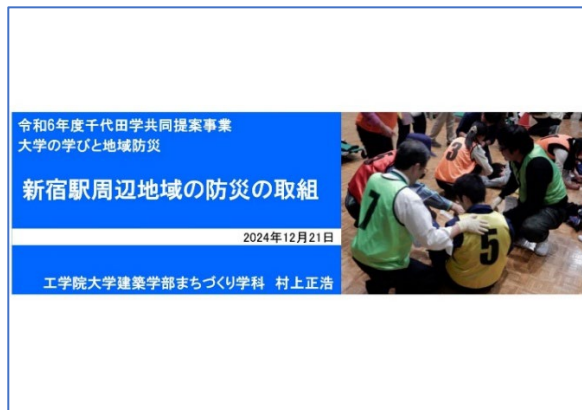 令和6年度千代田学共同提案事業
大学の学びと地域防災
新宿駅周辺地域の防災の取組
2024年12月21日
工学院大学建築学部まちづくり学科 村上正浩
7
3
5